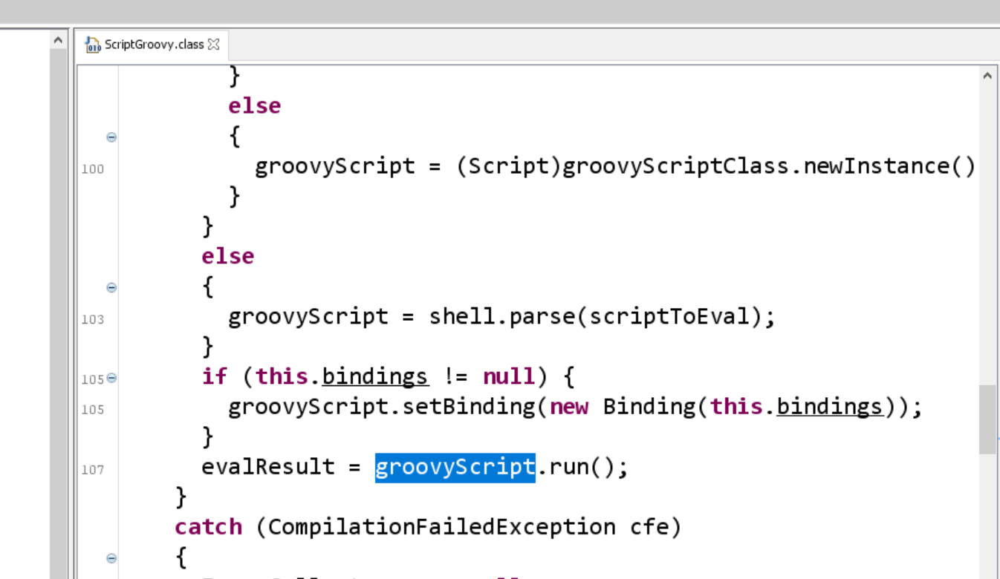 ScriptGroovy.class
}
else
{
100 groovyScript = (Script)groovyScriptClass.newInstance()
}
}
else
{
103 groovyScript = shell.parse(scriptToEval);
}
105 if (this.bindings != null) {
105 groovyScript.setBinding(new Binding(this.bindings));
}
107 evalResult = groovyScript.run();
}
catch (CompilationFailedException cfe)
{